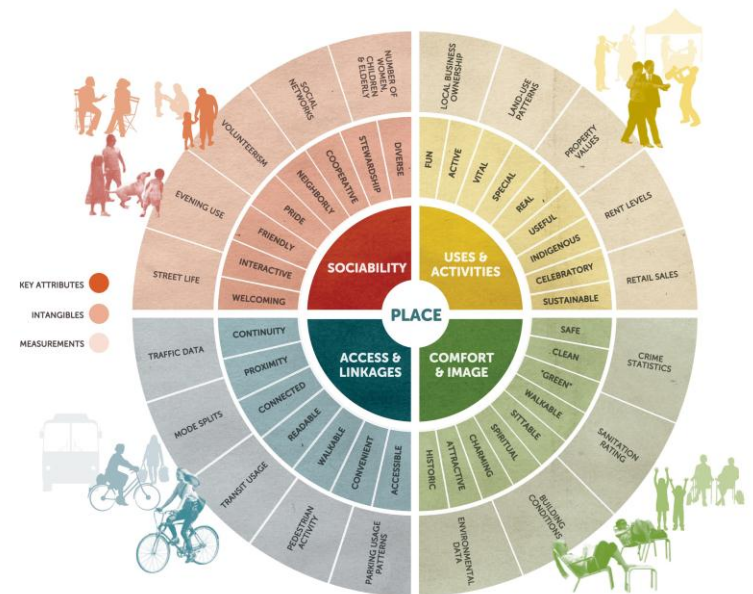 NUMBER OF
WOMEN,
CHILDREN
& ELDERLY
SOCIAL
NETWORKS
VOLUNTEERISM
EVENING USE
STREET LIFE
DIVERSE
STEWARDSHIP
COOPERATIVE
NEIGHBORLY
PRIDE
FRIENDLY
INTERACTIVE
WELCOMING
SOCIABILITY
LOCAL BUSINESS
OWNERSHIP
LAND-USE
PATTERNS
PROPERTY
VALUES
RENT LEVELS
RETAIL SALES
FUN
ACTIVE
VITAL
SPECIAL
REAL
USEFUL
INDIGENOUS
CELEBRATORY
SUSTAINABLE
USES &
ACTIVITIES
KEY ATTRIBUTES
INTANGIBLES
MEASUREMENTS
PLACE
ACCESS &
LINKAGES
CONTINUITY
PROXIMITY
CONNECTED
READABLE
WALKABLE
CONVENIENT
ACCESSIBLE
TRAFFIC DATA
MODE SPLITS
TRANSIT USAGE
PEDESTRIAN
ACTIVITY
PARKING USAGE
PATTERNS
COMFORT
& IMAGE
SAFE
CLEAN
"GREEN"
WALKABLE
SITTABLE
SPIRITUAL
CHARMING
ATTRACTIVE
HISTORIC
CRIME
STATISTICS
SANITATION
RATING
BUILDING
CONDITIONS
ENVIRONMENTAL
DATA